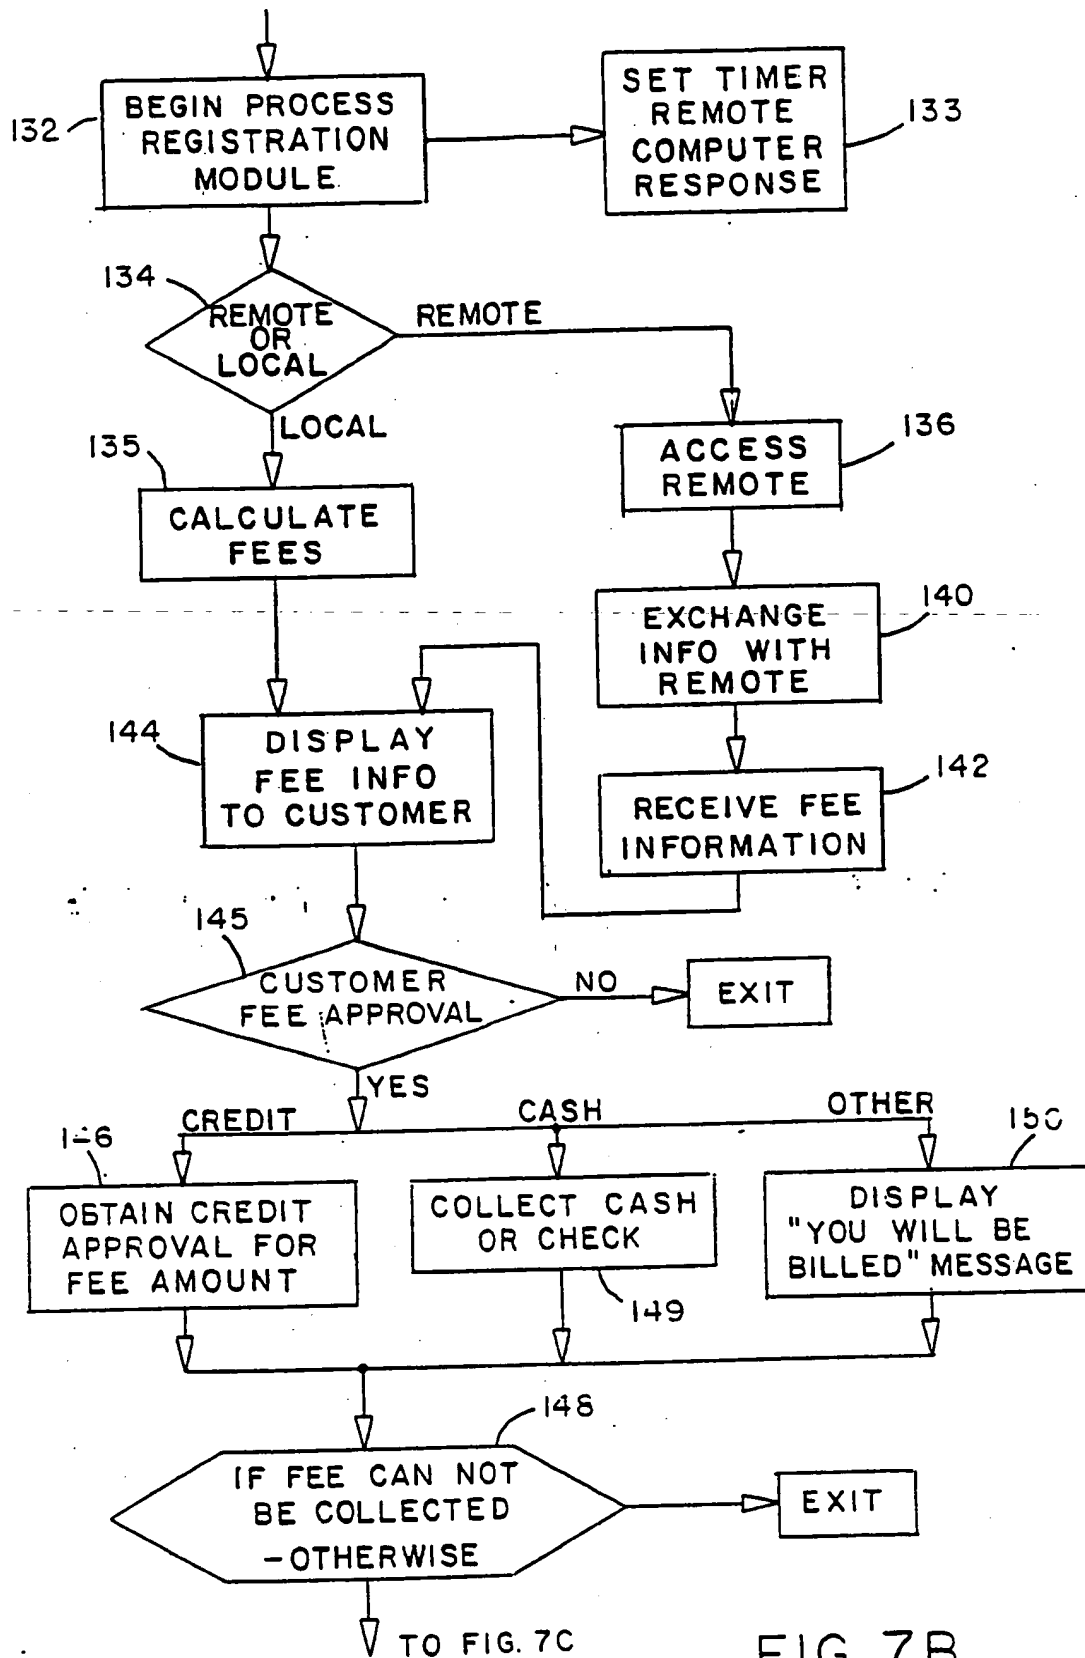 132
BEGIN PROCESS
REGISTRATION
MODULE
SET TIMER
REMOTE
COMPUTER
RESPONSE
133
134
REMOTE
OR
LOCAL
REMOTE
LOCAL
135
CALCULATE
FEES
ACCESS
REMOTE
136
EXCHANGE
INFO WITH
REMOTE
140
144
DISPLAY
FEE INFO
TO CUSTOMER
RECEIVE FEE
INFORMATION
142
145
CUSTOMER
FEE APPROVAL
NO
EXIT
YES
CREDIT
CASH
OTHER
146
OBTAIN CREDIT
APPROVAL FOR
FEE AMOUNT
COLLECT CASH
OR CHECK
149
150
DISPLAY
"YOU WILL BE
BILLED" MESSAGE
148
IF FEE CAN NOT
BE COLLECTED
-OTHERWISE
EXIT
TO FIG. 7C
FIG 7B